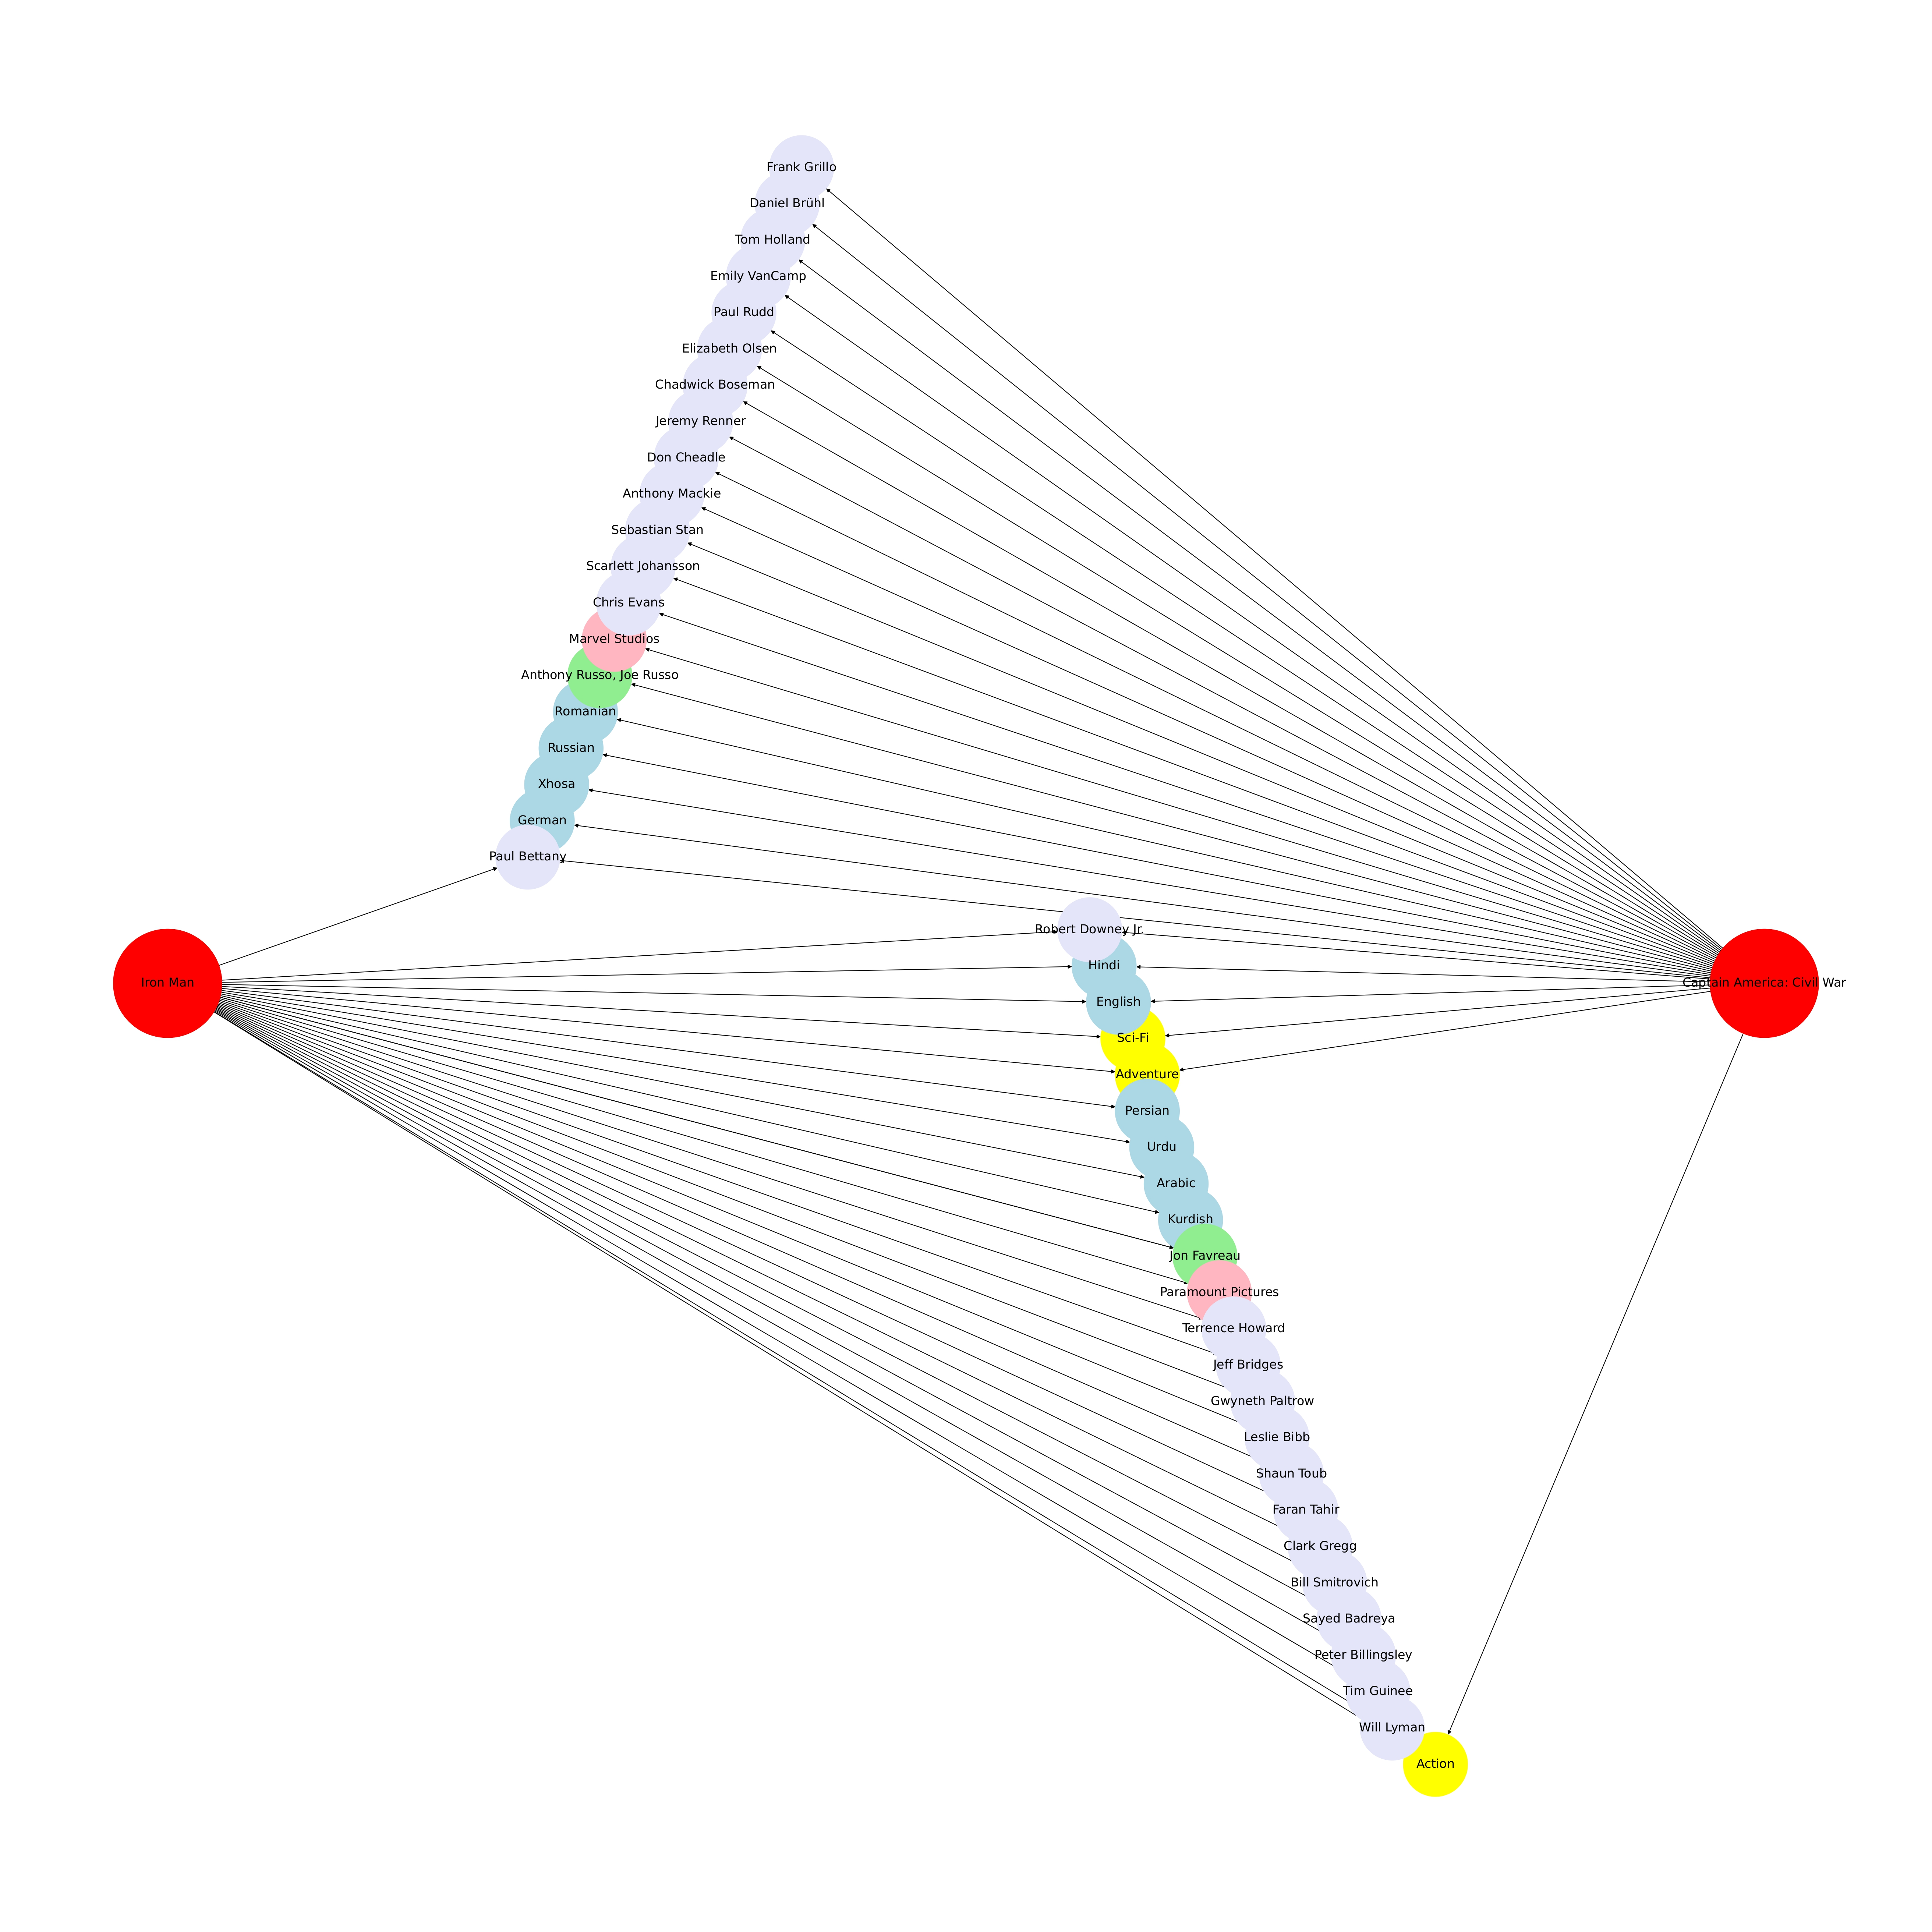 Frank Grillo
Daniel Brühl
Tom Holland
Emily VanCamp
Paul Rudd
Elizabeth Olsen
Chadwick Boseman
Jeremy Renner
Don Cheadle
Anthony Mackie
Sebastian Stan
Scarlett Johansson
Chris Evans
Marvel Studios
Anthony Russo, Joe Russo
Romanian
Russian
Xhosa
German
Paul Bettany
Robert Downey Jr.
Hindi
Iron Man
Captain America: Civil War
English
Sci-Fi
Adventure
Persian
Urdu
Arabic
Kurdish
Jon Favreau
Paramount Pictures
Terrence Howard
Jeff Bridges
Gwyneth Paltrow
Leslie Bibb
Shaun Toub
Faran Tahir
Clark Gregg
Bill Smitrovich
Sayed Badreya
Peter Billingsley
Tim Guinee
Will Lyman
Action